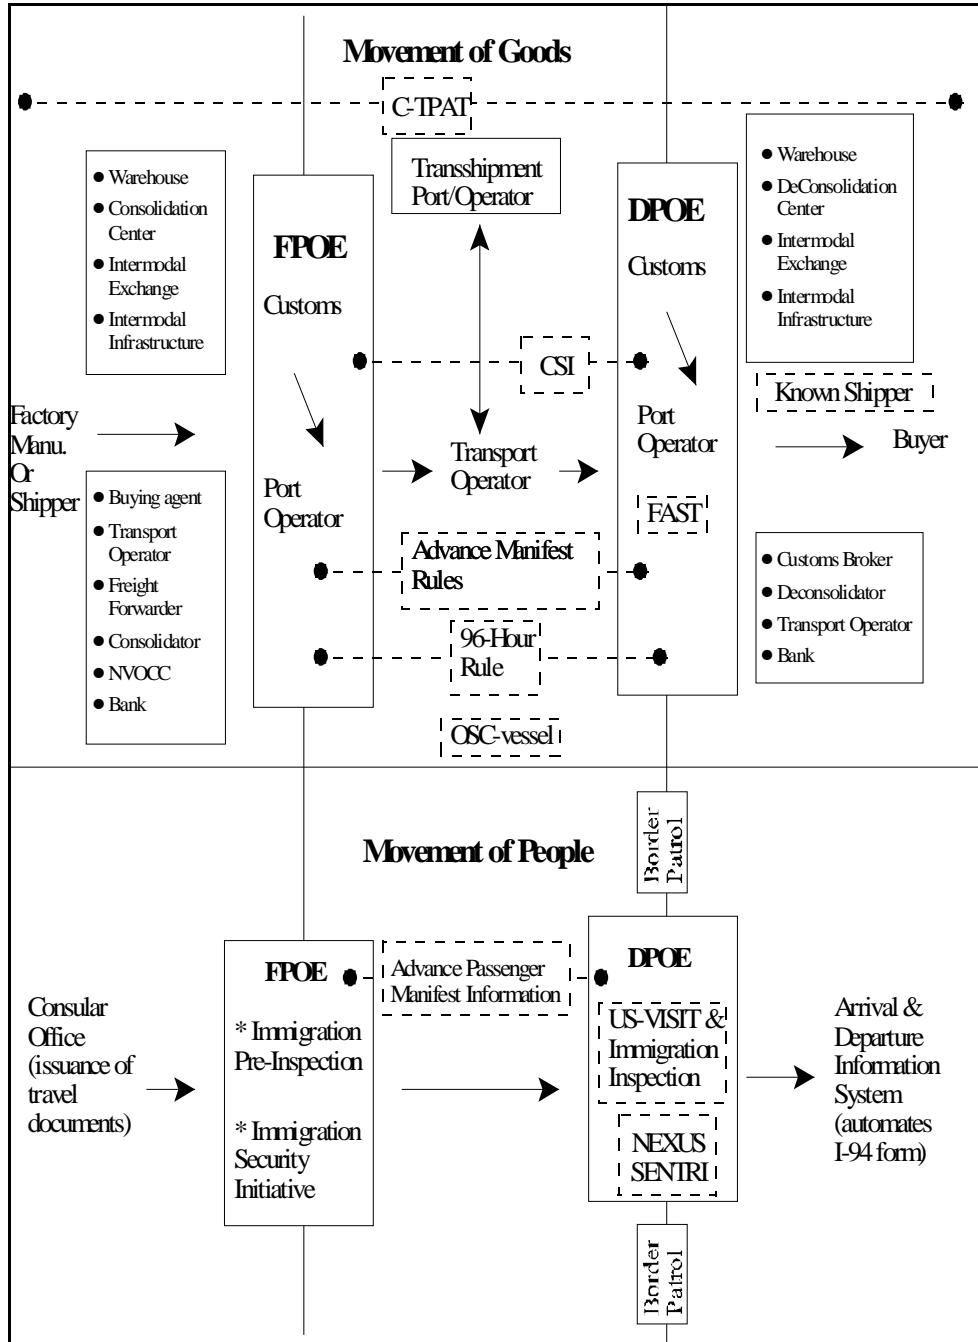 Movement of Goods
C-TPAT
● Warehouse
● Consolidation
Center
● Intermodal
Exchange
● Intermodal
Infrastructure
FPOE
Customs
Transshipment
Port/Operator
DPOE
Customs
● Warehouse
● DeConsolidation
Center
● Intermodal
Exchange
● Intermodal
Infrastructure
CSI
Known Shipper
Factory
Manu.
Or
Shipper
Port
Operator
Transport
Operator
Port
Operator
Buyer
● Buying agent
● Transport
Operator
● Freight
Forwarder
● Consolidator
● NVOCC
● Bank
FAST
Advance Manifest
Rules
● Customs Broker
● Deconsolidator
● Transport Operator
● Bank
96-Hour
Rule
OSC-vessel
Movement of People
Border
Patrol
Consular
Office
(issuance of
travel
documents)
FPOE
* Immigration
Pre-Inspection
* Immigration
Security
Initiative
Advance Passenger
Manifest Information
DPOE
US-VISIT &
Immigration
Inspection
NEXUS
SENTRI
Arrival &
Departure
Information
System
(automates
I-94 form)
Border
Patrol